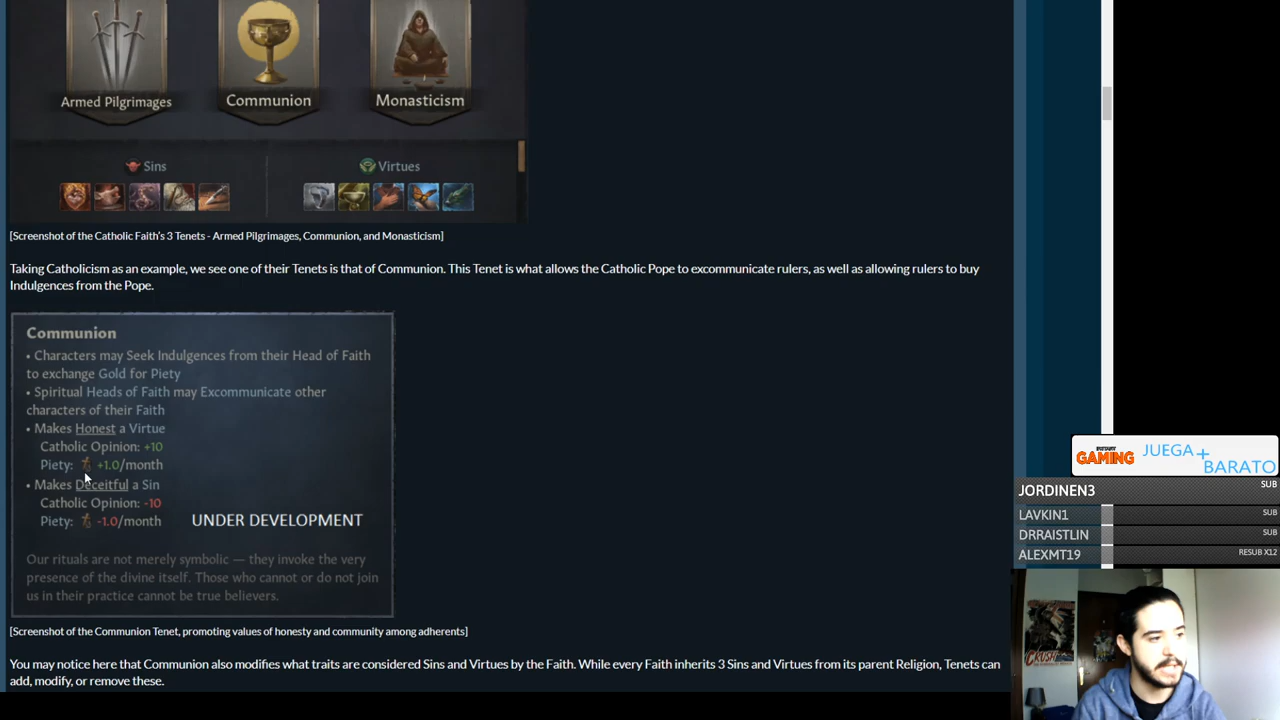 Armed Pilgrimages
Communion
Monasticism
Sins
Virtues
[Screenshot of the Catholic Faith's 3 Tenets - Armed Pilgrimages, Communion, and Monasticism]
Taking Catholicism as an example, we see one of their Tenets is that of Communion. This Tenet is what allows the Catholic Pope to excommunicate rulers, as well as allowing rulers to buy
Indulgences from the Pope.
Communion
• Characters may Seek Indulgences from their Head of Faith
to exchange Gold for Piety
• Spiritual Heads of Faith may Excommunicate other
characters of their Faith
• Makes Honest a Virtue
Catholic Opinion: +10
Piety: +1.0/month
• Makes Deceitful a Sin
Catholic Opinion: -10
Piety: -1.0/month
UNDER DEVELOPMENT
Our rituals are not merely symbolic — they invoke the very
presence of the divine itself. Those who cannot or do not join
us in their practice cannot be true believers.
[Screenshot of the Communion Tenet, promoting values of honesty and community among adherents]
You may notice here that Communion also modifies what traits are considered Sins and Virtues by the Faith. While every Faith inherits 3 Sins and Virtues from its parent Religion, Tenets can
add, modify, or remove these.
INSTANT
GAMING
JUEGA+
BARATO
JORDINEN3 SUB
LAVKIN1 SUB
DRRAISTLIN SUB
ALEXMT19 RESUB X12